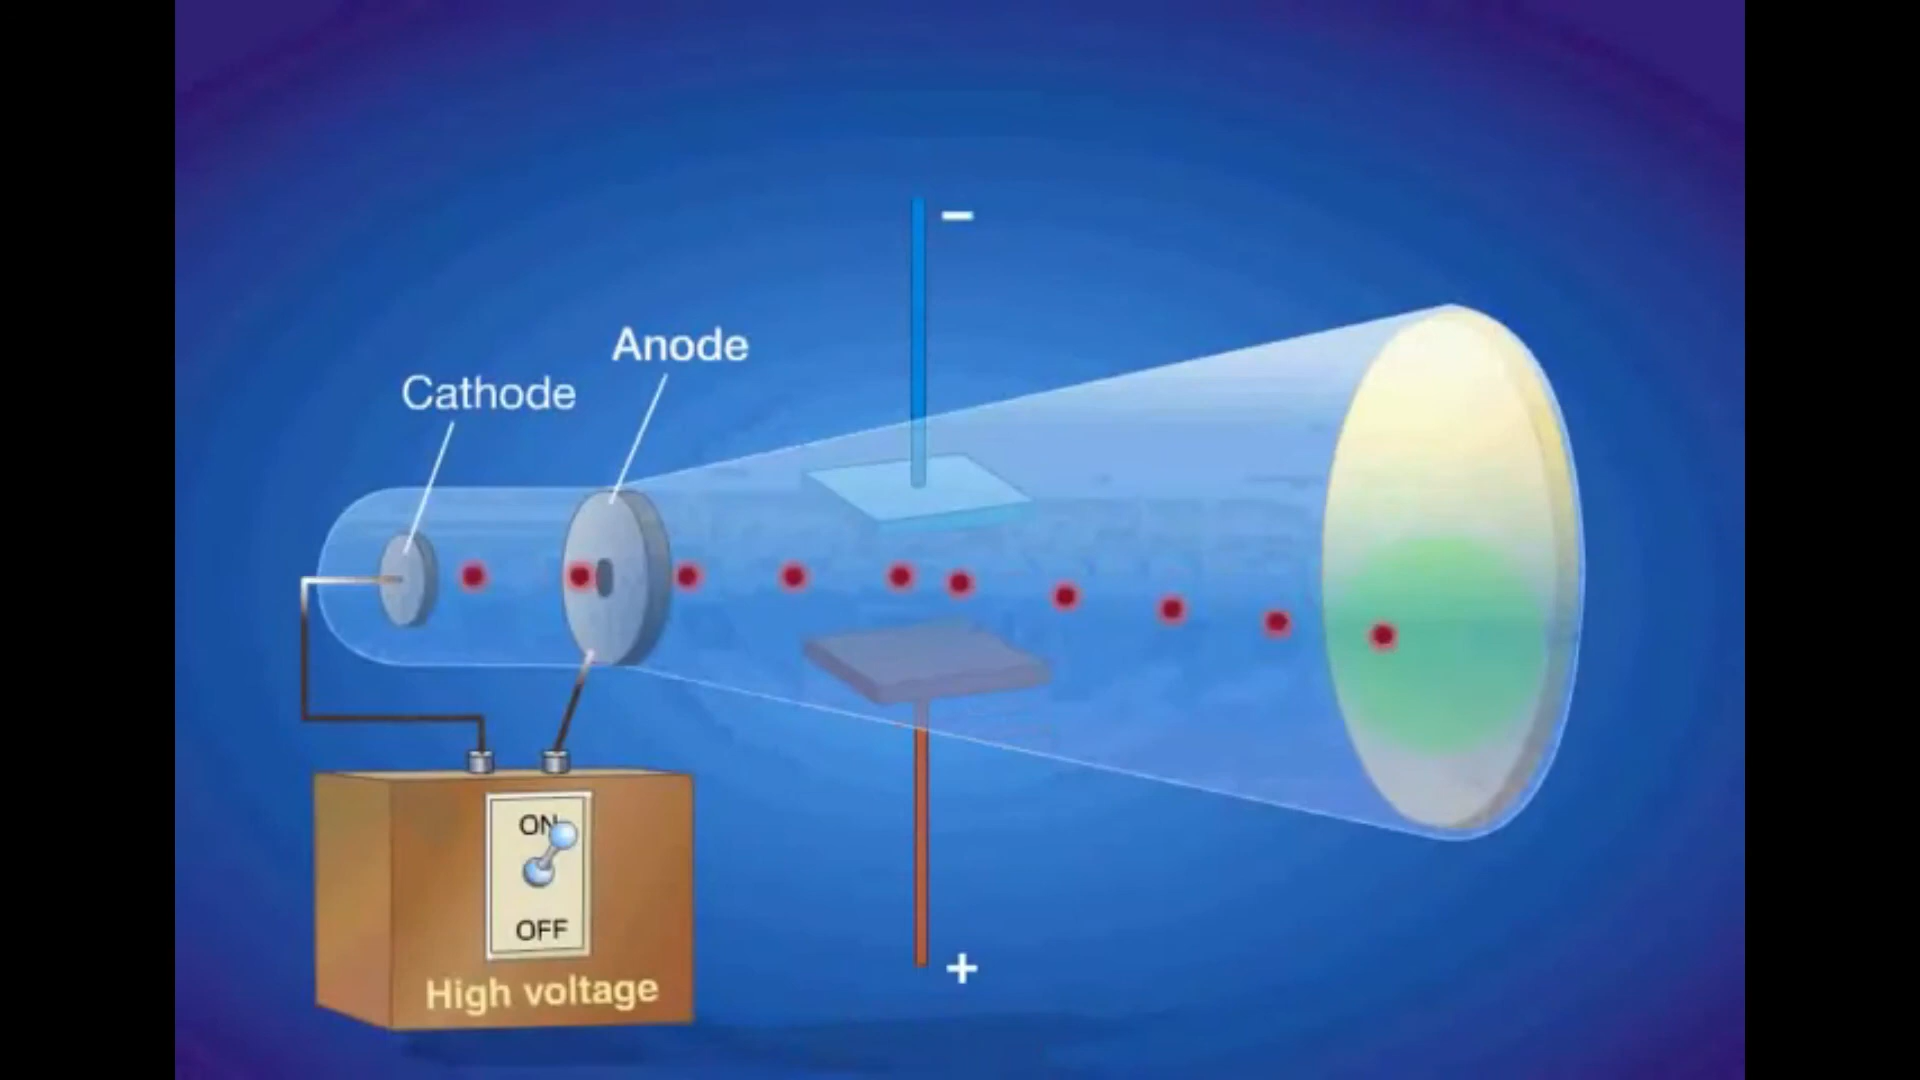 −
Anode
Cathode
ON
OFF
High voltage
+